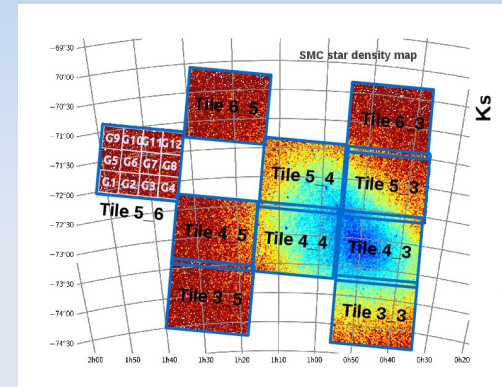 SMC star density map
Ks
-69°30'
70°00'
-70°30'
-71°00'
-71°30'
-72°00'
-72°30'
-73°00'
-73°30'
-74°00'
-74°30'
Tile 6_5
Tile 6_3
G9 G10 G11 G12
G5 G6 G7 G8
G1 G2 G3 G4
Tile 5_6
Tile 5_4
Tile 5_3
Tile 4_5
Tile 4_4
Tile 4_3
Tile 3_5
Tile 3_3
2h00 1h50 1h40 1h30 1h20 1h10 1h00 0h50 0h40 0h30 0h20